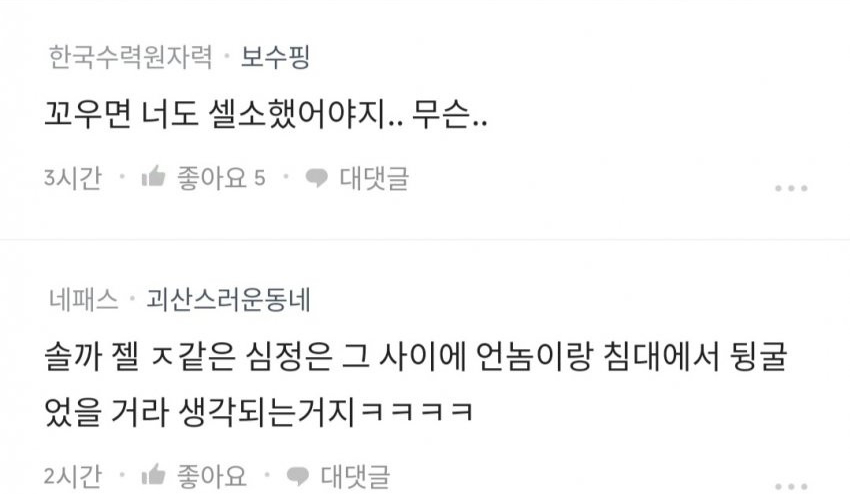 한국수력원자력 · 보수핑
꼬우면 너도 셀소했어야지.. 무슨..
3시간 · 좋아요 5 · 대댓글
네패스 · 괴산스러운동네
솔까 젤 ㅈ같은 심정은 그 사이에 언놈이랑 침대에서 뒹굴
었을 거라 생각되는거지ㅋㅋㅋㅋ
2시간 · 좋아요 · 대댓글